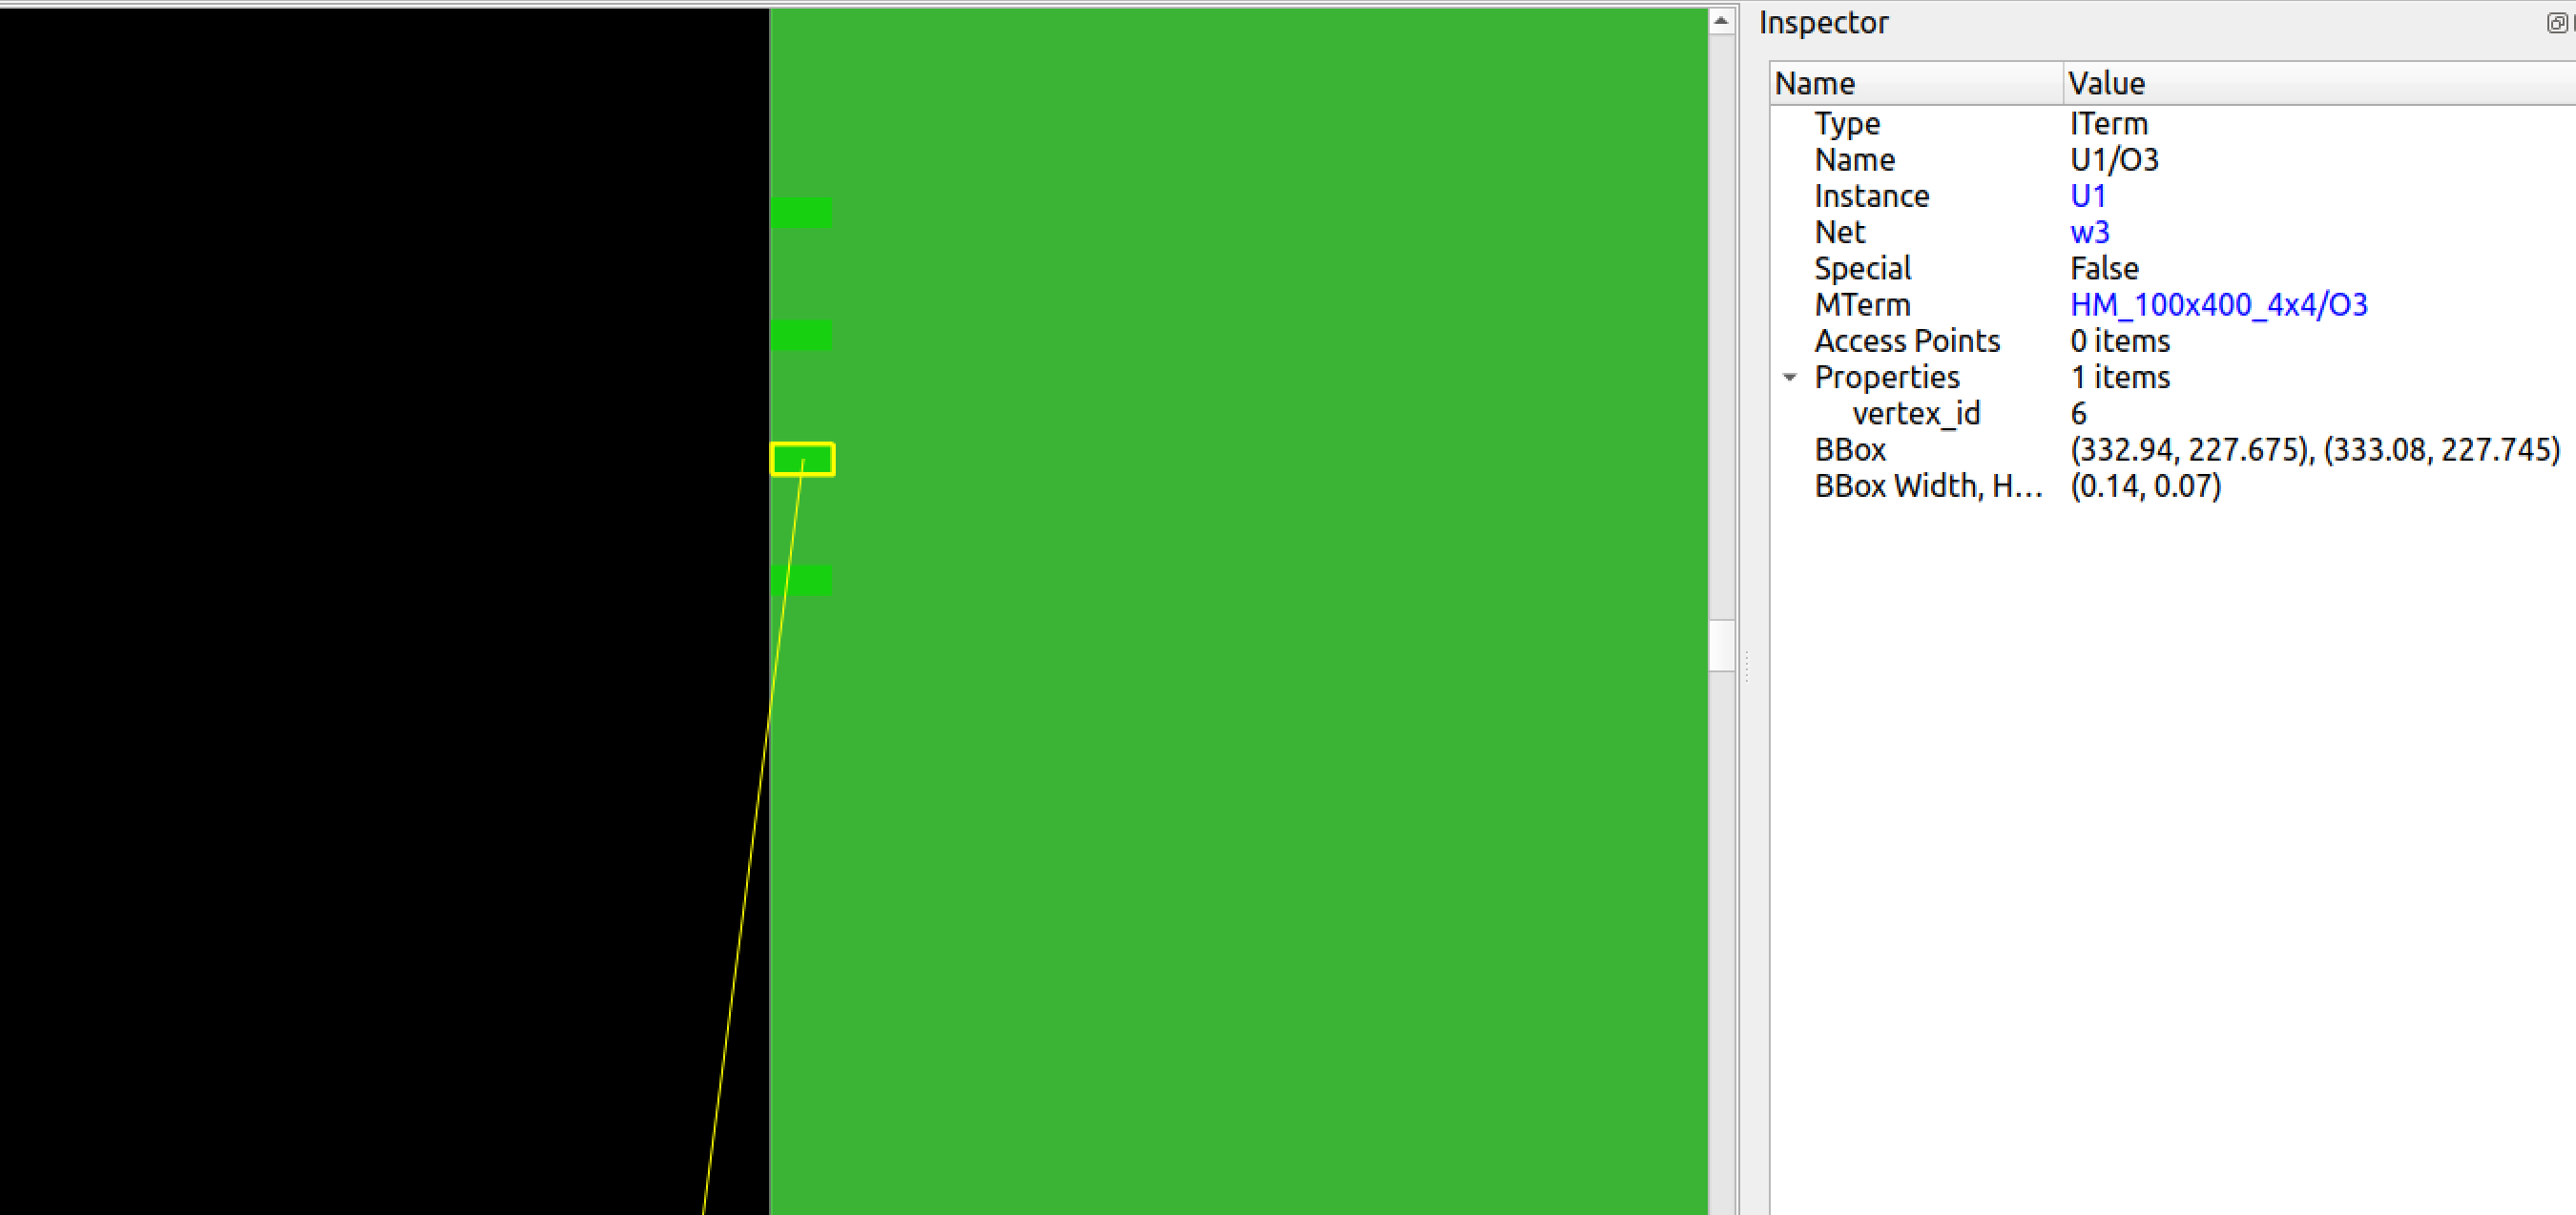 Inspector
Name Value
Type ITerm
Name U1/O3
Instance U1
Net w3
Special False
MTerm HM_100x400_4x4/O3
Access Points 0 items
Properties 1 items
vertex_id 6
BBox (332.94, 227.675), (333.08, 227.745)
BBox Width, H... (0.14, 0.07)